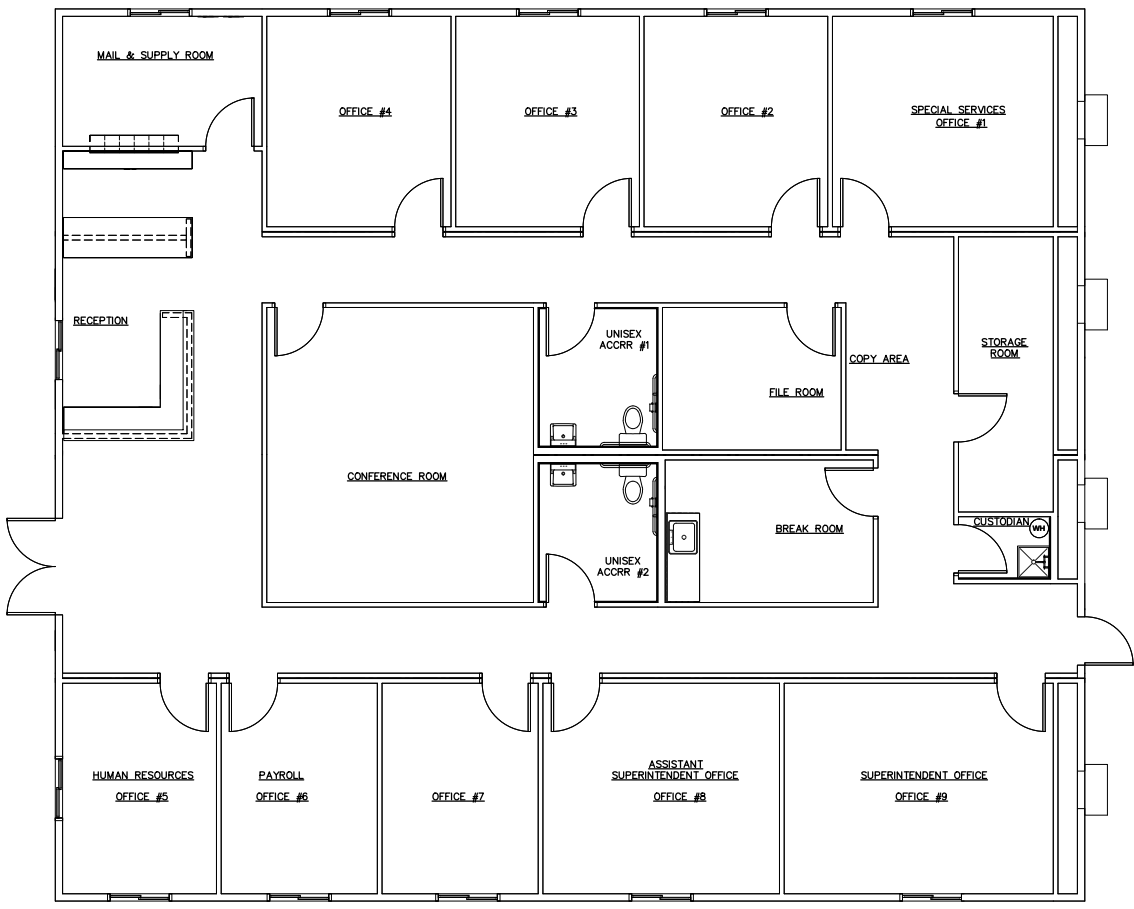 MAIL & SUPPLY ROOM
OFFICE #4
OFFICE #3
OFFICE #2
SPECIAL SERVICES
OFFICE #1
RECEPTION
UNISEX
ACCRR #1
FILE ROOM
COPY AREA
STORAGE
ROOM
CONFERENCE ROOM
UNISEX
ACCRR #2
BREAK ROOM
CUSTODIAN
WH
HUMAN RESOURCES
OFFICE #5
PAYROLL
OFFICE #6
OFFICE #7
ASSISTANT
SUPERINTENDENT OFFICE
OFFICE #8
SUPERINTENDENT OFFICE
OFFICE #9